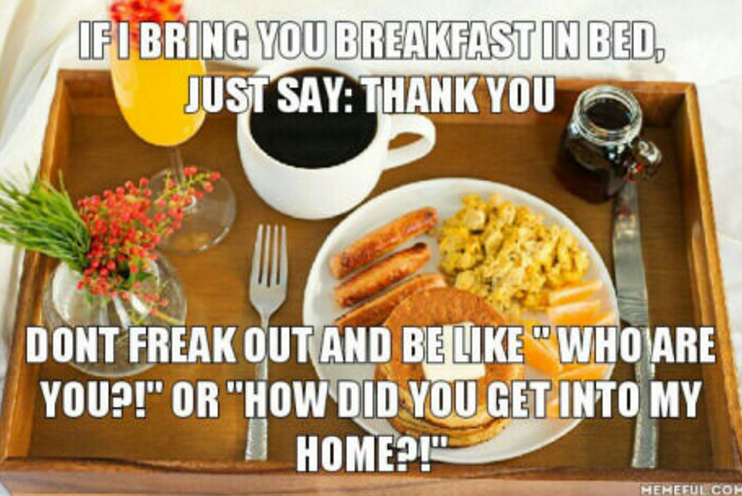 IF I BRING YOU BREAKFAST IN BED,
JUST SAY: THANK YOU
DONT FREAK OUT AND BE LIKE " WHO ARE
YOU?!" OR "HOW DID YOU GET INTO MY
HOME?!"
MEMEFUL.COM